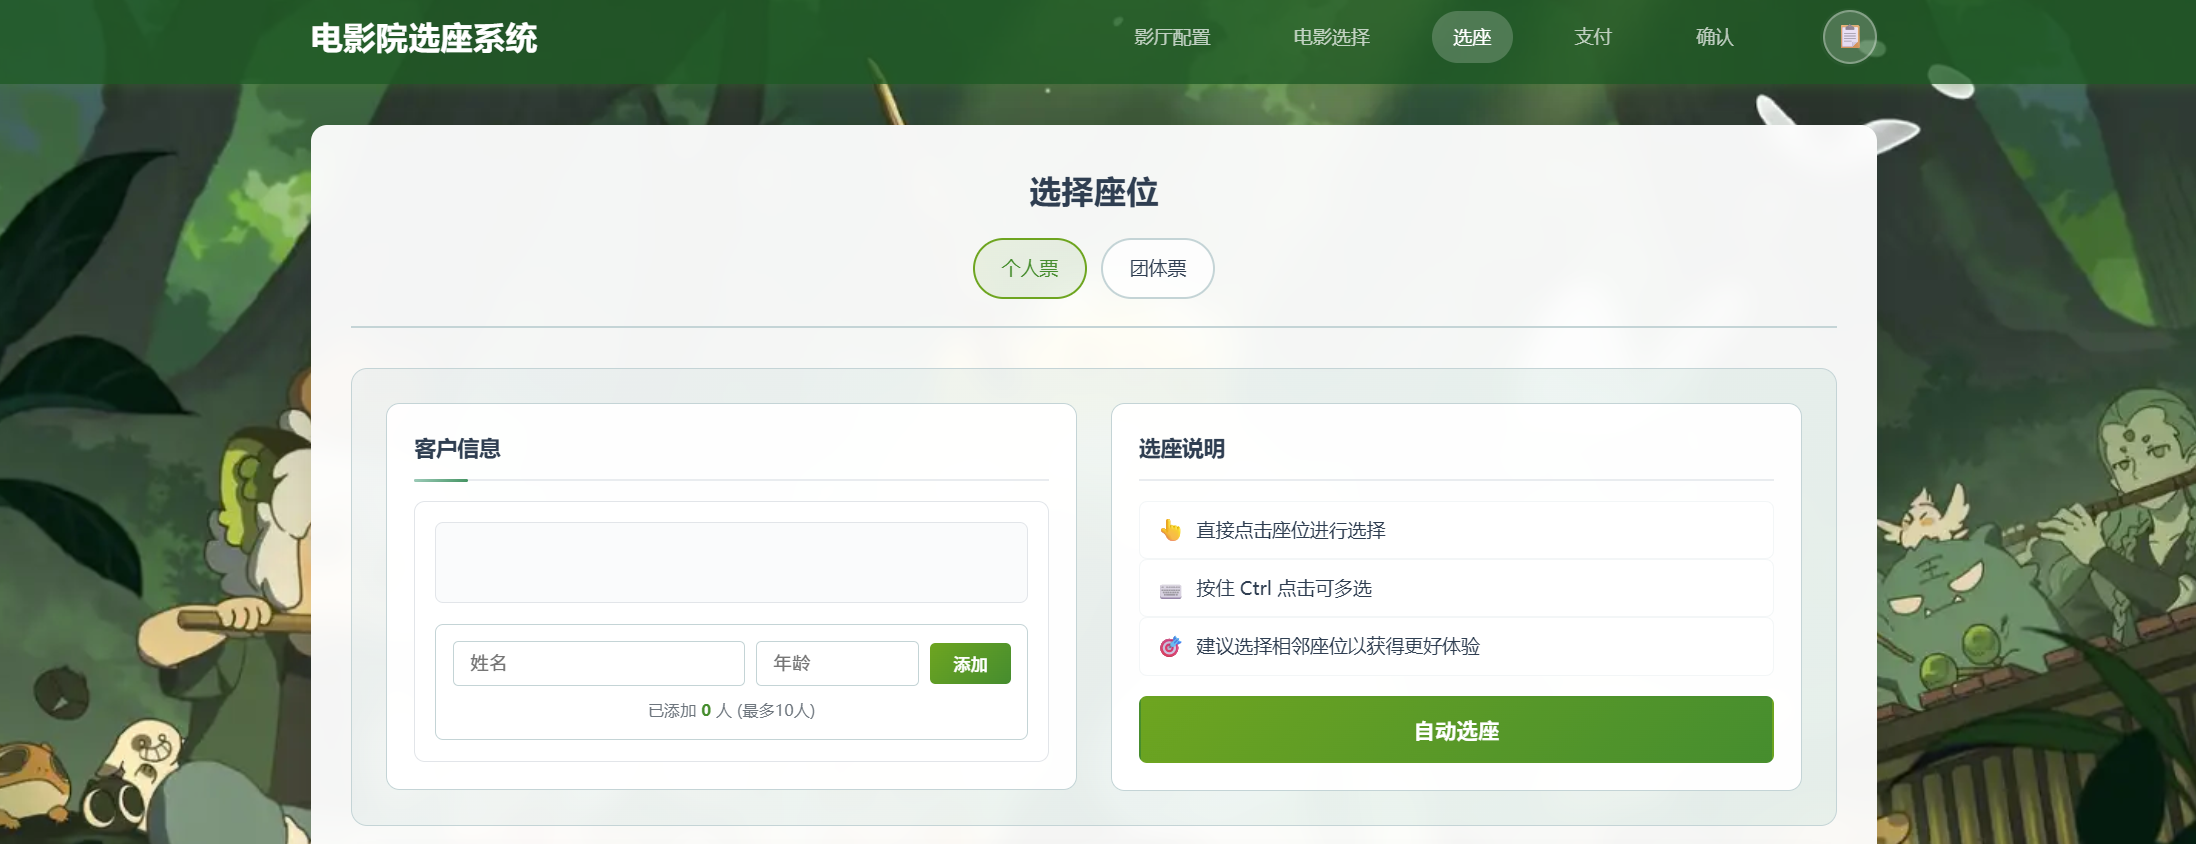 电影院选座系统
影厅配置
电影选择
选座
支付
确认
选择座位
个人票
团体票
客户信息
姓名
年龄
添加
已添加 0 人 (最多10人)
选座说明
直接点击座位进行选择
按住 Ctrl 点击可多选
建议选择相邻座位以获得更好体验
自动选座